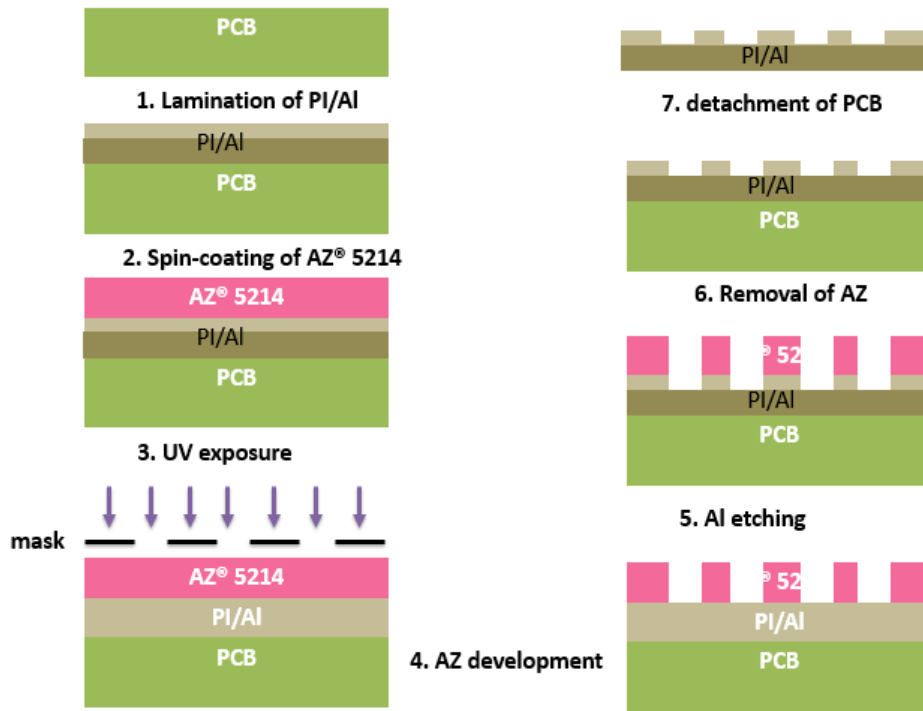 PCB
1. Lamination of PI/Al
PI/Al
PCB
2. Spin-coating of AZ® 5214
AZ® 5214
PI/Al
PCB
3. UV exposure
mask
AZ® 5214
PI/Al
PCB
4. AZ development
® 52
PI/Al
PCB
5. Al etching
® 52
PI/Al
PCB
6. Removal of AZ
PI/Al
PCB
7. detachment of PCB
PI/Al